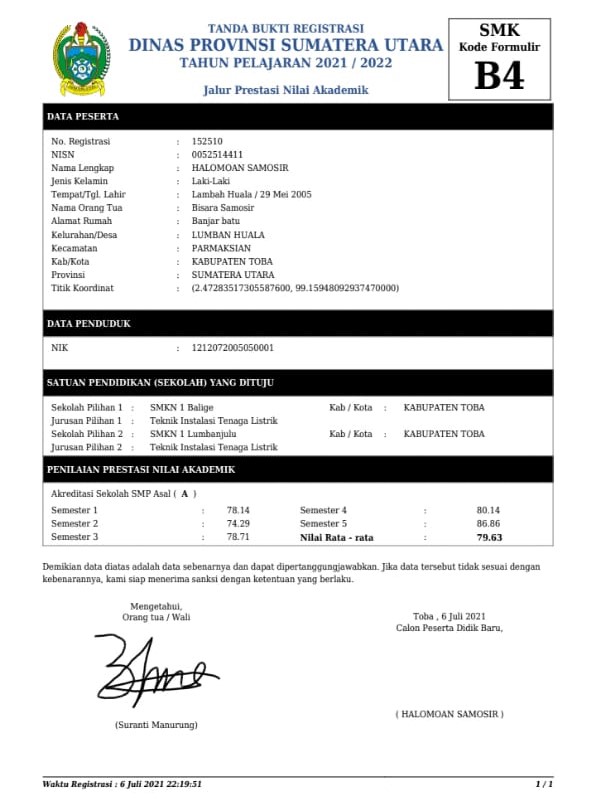 TANDA BUKTI REGISTRASI
DINAS PROVINSI SUMATERA UTARA
TAHUN PELAJARAN 2021 / 2022
Jalur Prestasi Nilai Akademik
SMK
Kode Formulir
B4
DATA PESERTA
No. Registrasi : 152510
NISN : 0052514411
Nama Lengkap : HALOMOAN SAMOSIR
Jenis Kelamin : Laki-Laki
Tempat/Tgl. Lahir : Lambah Huala / 29 Mei 2005
Nama Orang Tua : Bisara Samosir
Alamat Rumah : Banjar batu
Kelurahan/Desa : LUMBAN HUALA
Kecamatan : PARMAKSIAN
Kab/Kota : KABUPATEN TOBA
Provinsi : SUMATERA UTARA
Titik Koordinat : (2.47283517305587600, 99.15948092937470000)
DATA PENDUDUK
NIK : 1212072005050001
SATUAN PENDIDIKAN (SEKOLAH) YANG DITUJU
Sekolah Pilihan 1 : SMKN 1 Balige Kab / Kota : KABUPATEN TOBA
Jurusan Pilihan 1 : Teknik Instalasi Tenaga Listrik
Sekolah Pilihan 2 : SMKN 1 Lumbanjulu Kab / Kota : KABUPATEN TOBA
Jurusan Pilihan 2 : Teknik Instalasi Tenaga Listrik
PENILAIAN PRESTASI NILAI AKADEMIK
Akreditasi Sekolah SMP Asal ( A )
Semester 1 : 78.14 Semester 4 : 80.14
Semester 2 : 74.29 Semester 5 : 86.86
Semester 3 : 78.71 Nilai Rata - rata : 79.63
Demikian data diatas adalah data sebenarnya dan dapat dipertanggungjawabkan. Jika data tersebut tidak sesuai dengan
kebenarannya, kami siap menerima sanksi dengan ketentuan yang berlaku.
Mengetahui,
Orang tua / Wali
Toba , 6 Juli 2021
Calon Peserta Didik Baru,
(Suranti Manurung)
( HALOMOAN SAMOSIR )
Waktu Registrasi : 6 Juli 2021 22:19:51 1 / 1